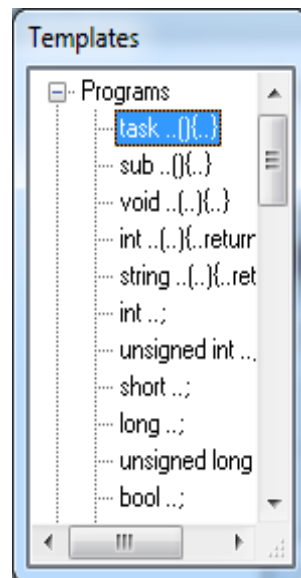 Templates
Programs
task ..(){..}
sub ..(){..}
void ..(..){..}
int ..(..){..return
string ..(..){..ret
int ..;
unsigned int ..
short ..;
long ..;
unsigned long
bool ..;